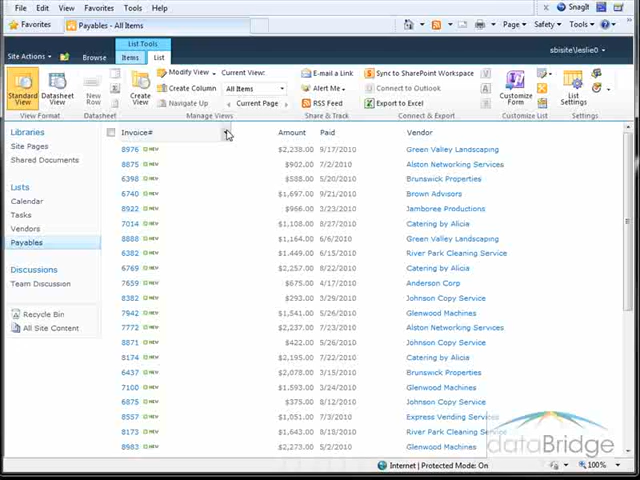 File Edit View Favorites Tools Help SnagIt
Payables - All Items Page Safety Tools
List Tools
sbisite\leslie0
Site Actions Browse Items List
Standard View Datasheet View New Row Create View Modify View Create Column Navigate Up Current View: All Items Current Page E-mail a Link Alert Me RSS Feed Sync to SharePoint Workspace Connect to Outlook Export to Excel Customize Form List Settings
View Format Datasheet Manage Views Share & Track Connect & Export
Libraries
Site Pages
Shared Documents
Lists
Calendar
Tasks
Vendors
Payables
Discussions
Team Discussion
Recycle Bin
All Site Content
Invoice# Amount Paid Vendor
8976 NEW $2,238.00 9/17/2010 Green Valley Landscaping
8875 NEW $902.00 7/2/2010 Alston Networking Services
6398 NEW $588.00 5/20/2010 Brunswick Properties
6740 NEW $1,697.00 9/21/2010 Brown Advisors
8922 NEW $966.00 3/23/2010 Jamboree Productions
7014 NEW $1,108.00 8/27/2010 Catering by Alicia
8888 NEW $1,164.00 6/6/2010 Green Valley Landscaping
6382 NEW $1,449.00 6/15/2010 River Park Cleaning Service
6769 NEW $2,257.00 8/22/2010 Catering by Alicia
7659 NEW $675.00 4/17/2010 Anderson Corp
8382 NEW $293.00 3/29/2010 Johnson Copy Service
7942 NEW $1,541.00 5/21/2010 Glenwood Machines
7772 NEW $2,237.00 7/23/2010 Alston Networking Services
8871 NEW $422.00 5/22/2010 Johnson Copy Service
8174 NEW $2,195.00 7/22/2010 Catering by Alicia
6437 NEW $2,078.00 3/15/2010 Brunswick Properties
7100 NEW $1,593.00 3/24/2010 Glenwood Machines
6875 NEW $375.00 8/12/2010 Johnson Copy Service
8557 NEW $1,051.00 7/3/2010 Express Vending Services
8173 NEW $1,643.00 8/18/2010 River Park Cleaning Service
8983 NEW $2,273.00 5/2/2010 Glenwood Machines
dataBridge
Internet | Protected Mode: On 100%